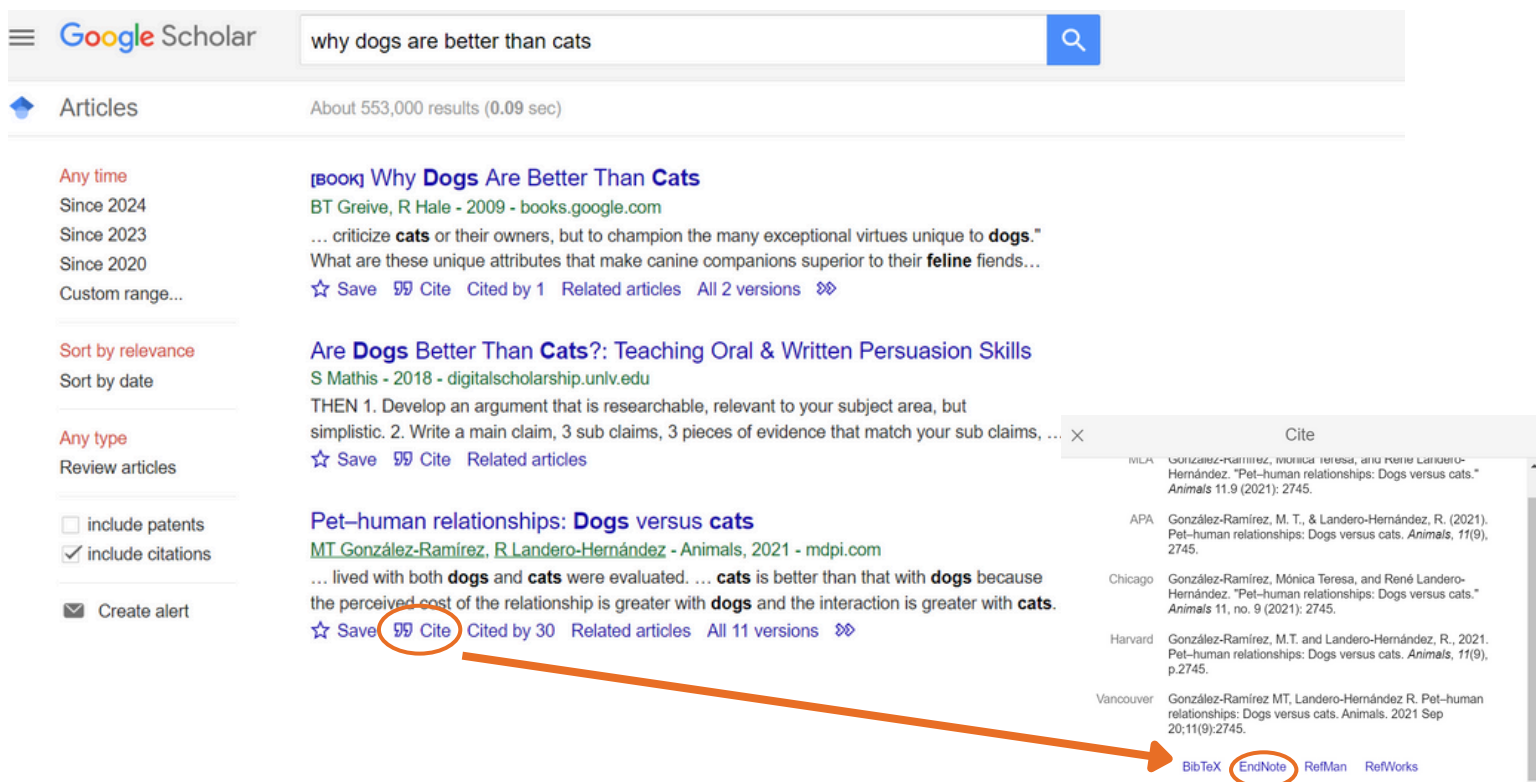 Google Scholar
why dogs are better than cats
Articles
About 553,000 results (0.09 sec)
Any time
Since 2024
Since 2023
Since 2020
Custom range...
Sort by relevance
Sort by date
Any type
Review articles
include patents
include citations
Create alert
[BOOK] Why Dogs Are Better Than Cats
BT Greive, R Hale - 2009 - books.google.com
… criticize cats or their owners, but to champion the many exceptional virtues unique to dogs."
What are these unique attributes that make canine companions superior to their feline fiends…
Save Cite Cited by 1 Related articles All 2 versions
Are Dogs Better Than Cats?: Teaching Oral & Written Persuasion Skills
S Mathis - 2018 - digitalscholarship.unlv.edu
THEN 1. Develop an argument that is researchable, relevant to your subject area, but
simplistic. 2. Write a main claim, 3 sub claims, 3 pieces of evidence that match your sub claims, …
Save Cite Related articles
Pet–human relationships: Dogs versus cats
MT González-Ramírez, R Landero-Hernández - Animals, 2021 - mdpi.com
… lived with both dogs and cats were evaluated. … cats is better than that with dogs because
the perceived cost of the relationship is greater with dogs and the interaction is greater with cats.
Save Cite Cited by 30 Related articles All 11 versions
Cite
MLA González-Ramírez, Mónica Teresa, and René Landero-
Hernández. "Pet–human relationships: Dogs versus cats."
Animals 11.9 (2021): 2745.
APA González-Ramírez, M. T., & Landero-Hernández, R. (2021).
Pet–human relationships: Dogs versus cats. Animals, 11(9),
2745.
Chicago González-Ramírez, Mónica Teresa, and René Landero-
Hernández. "Pet–human relationships: Dogs versus cats."
Animals 11, no. 9 (2021): 2745.
Harvard González-Ramírez, M.T. and Landero-Hernández, R., 2021.
Pet–human relationships: Dogs versus cats. Animals, 11(9),
p.2745.
Vancouver González-Ramírez MT, Landero-Hernández R. Pet–human
relationships: Dogs versus cats. Animals. 2021 Sep
20;11(9):2745.
BibTeX EndNote RefMan RefWorks